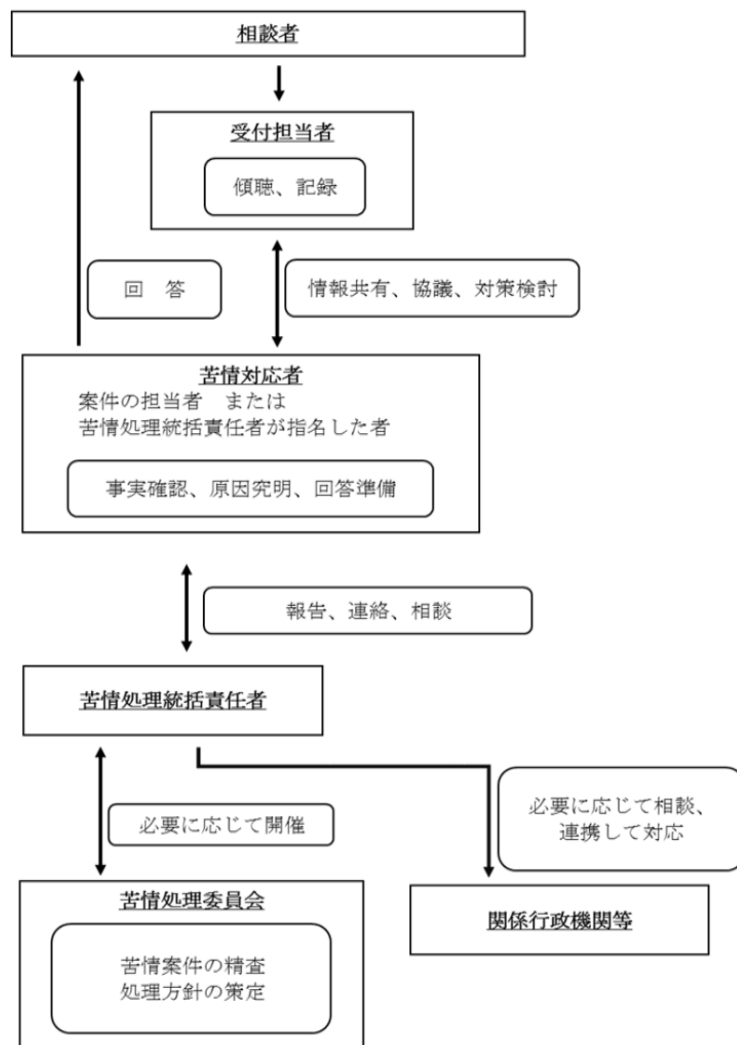 相談者
受付担当者
傾聴、記録
回　答
情報共有、協議、対策検討
苦情対応者
案件の担当者　または
苦情処理統括責任者が指名した者
事実確認、原因究明、回答準備
報告、連絡、相談
苦情処理統括責任者
必要に応じて開催
必要に応じて相談、
連携して対応
苦情処理委員会
苦情案件の精査
処理方針の策定
関係行政機関等